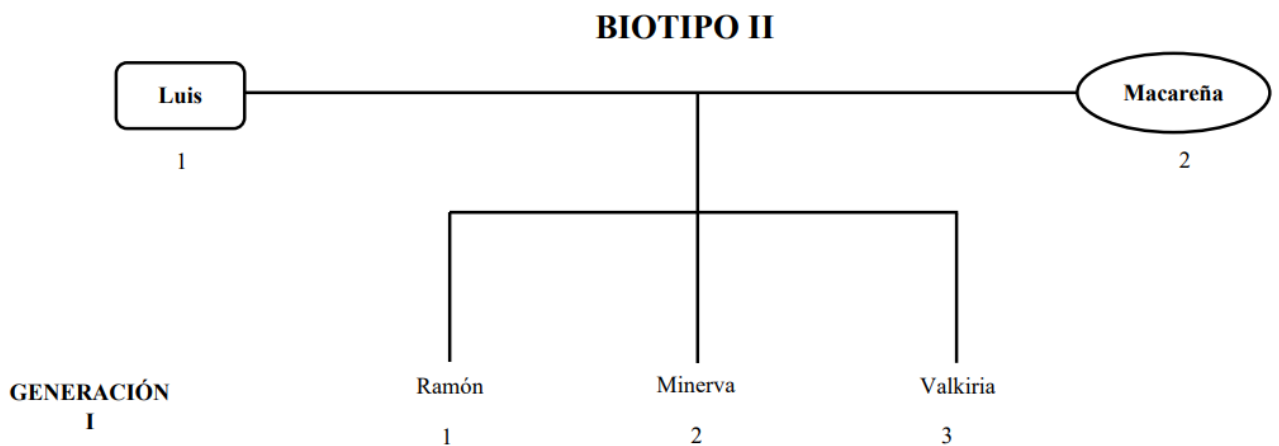 BIOTIPO II
Luis
Macareña
1
2
Ramón
Minerva
Valkiria
GENERACIÓN
I
1
2
3